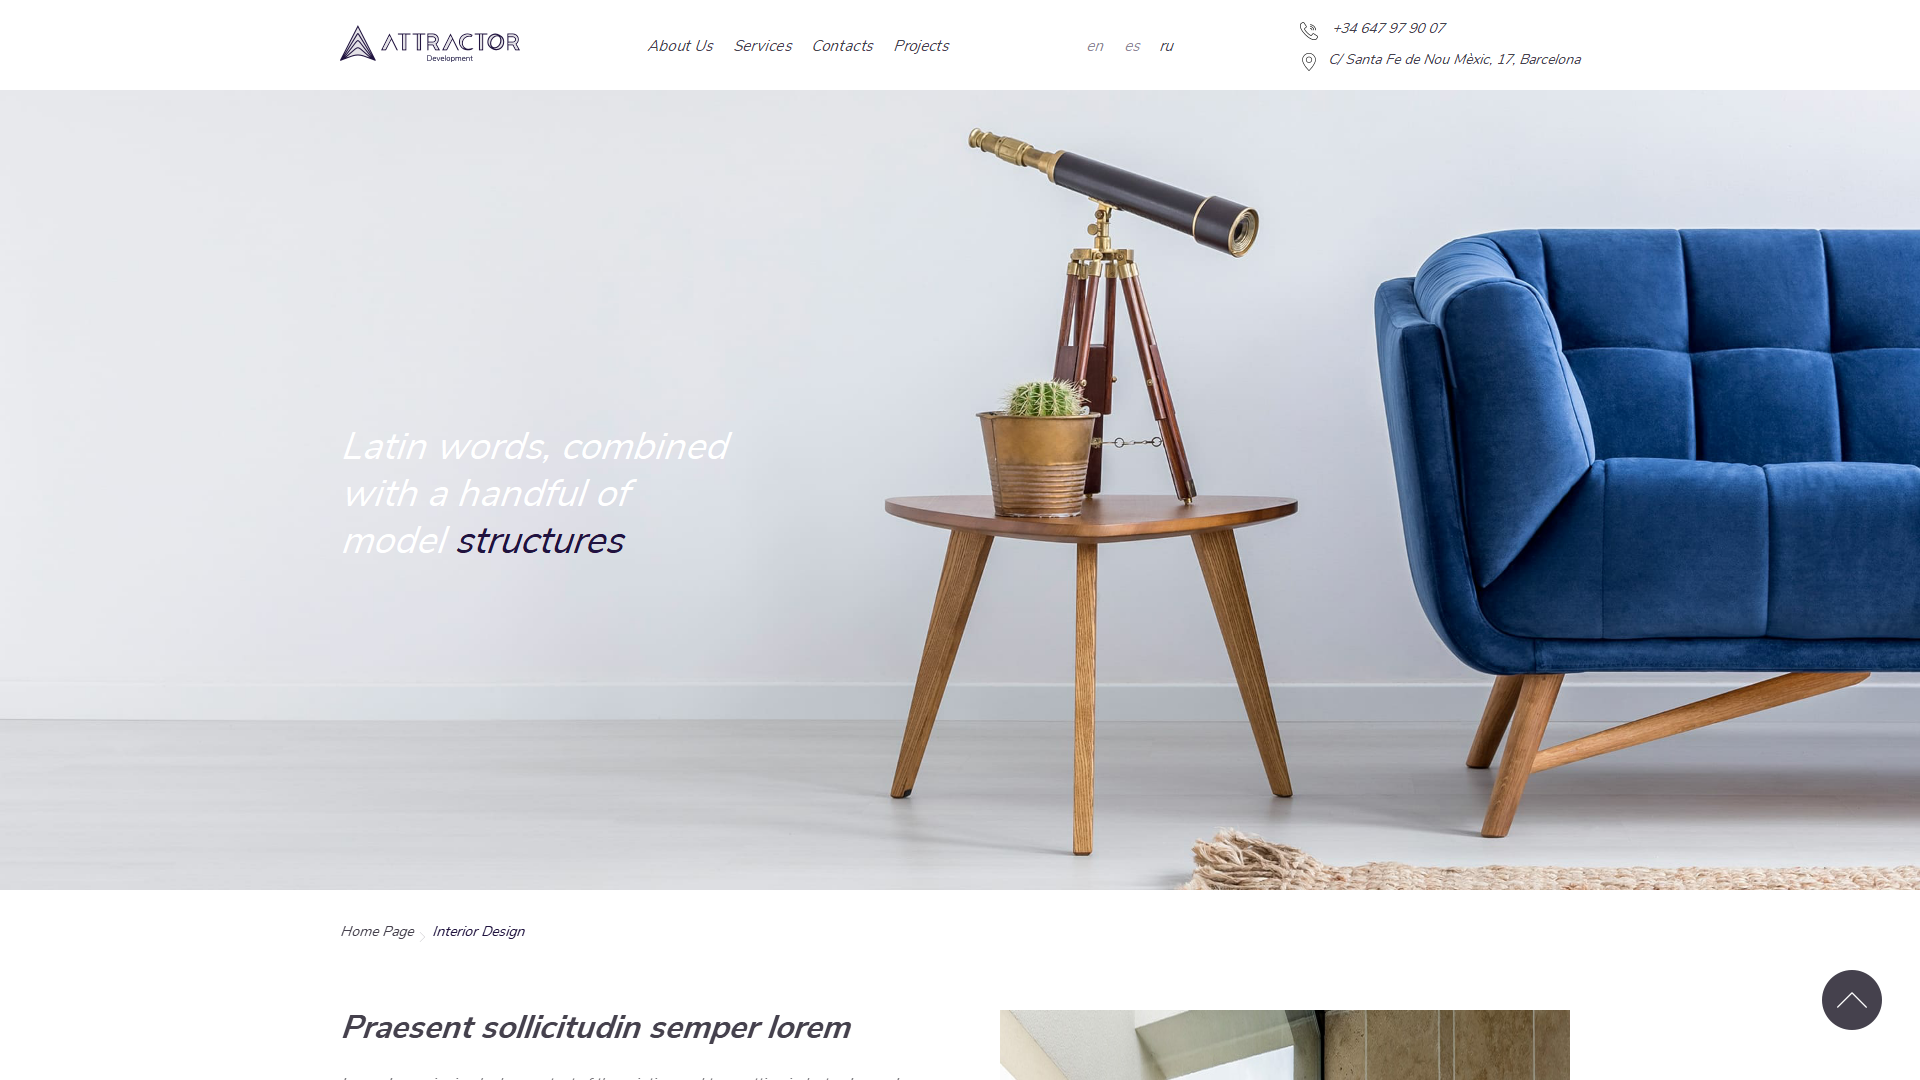 ATTRACTOR
Development
About Us Services Contacts Projects
en es ru
+34 647 97 90 07
C/ Santa Fe de Nou Mèxic, 17, Barcelona
Latin words, combined
with a handful of
model structures
Home Page Interior Design
Praesent sollicitudin semper lorem